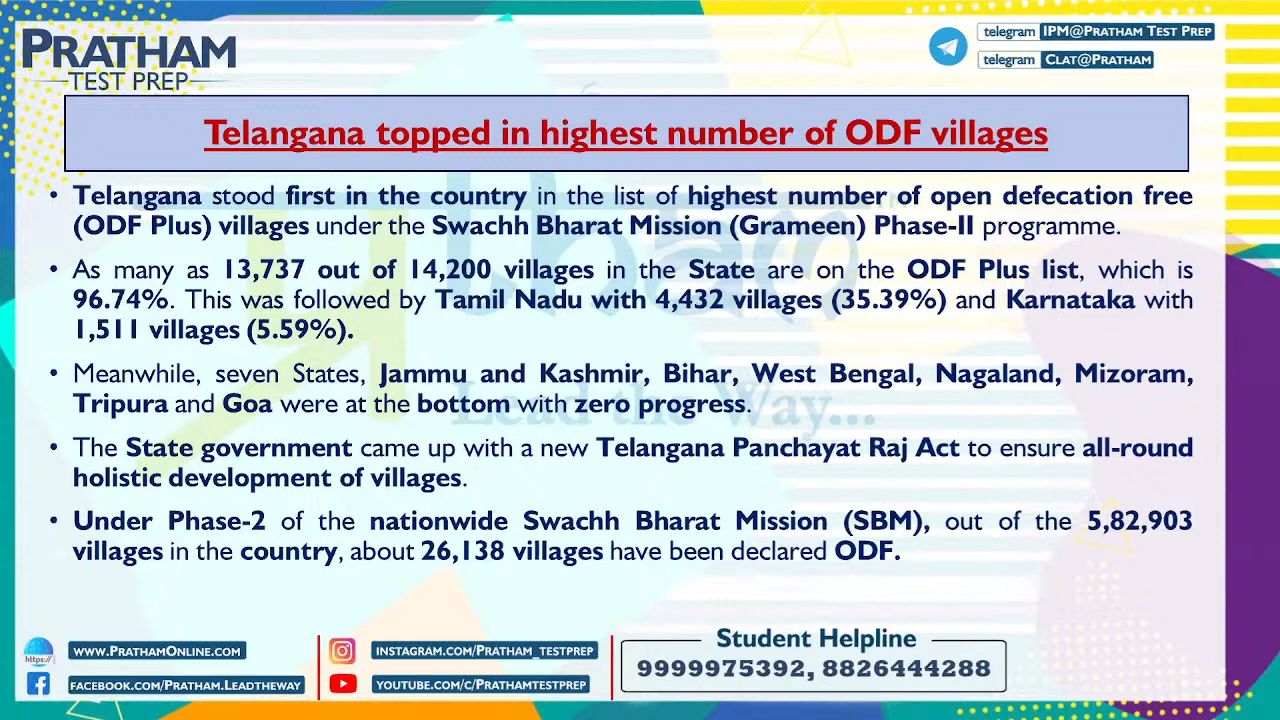 PRATHAM
TEST PREP
telegram IPM@PRATHAM TEST PREP
telegram CLAT@PRATHAM
Telangana topped in highest number of ODF villages
• Telangana stood first in the country in the list of highest number of open defecation free
(ODF Plus) villages under the Swachh Bharat Mission (Grameen) Phase-II programme.
• As many as 13,737 out of 14,200 villages in the State are on the ODF Plus list, which is
96.74%. This was followed by Tamil Nadu with 4,432 villages (35.39%) and Karnataka with
1,511 villages (5.59%).
• Meanwhile, seven States, Jammu and Kashmir, Bihar, West Bengal, Nagaland, Mizoram,
Tripura and Goa were at the bottom with zero progress.
Lead the Way...
• The State government came up with a new Telangana Panchayat Raj Act to ensure all-round
holistic development of villages.
• Under Phase-2 of the nationwide Swachh Bharat Mission (SBM), out of the 5,82,903
villages in the country, about 26,138 villages have been declared ODF.
https://
WWW.PRATHAMONLINE.COM
FACEBOOK.COM/PRATHAM.LEADTHEWAY
INSTAGRAM.COM/PRATHAM_TESTPREP
YOUTUBE.COM/C/PRATHAMTESTPREP
Student Helpline
9999975392, 8826444288